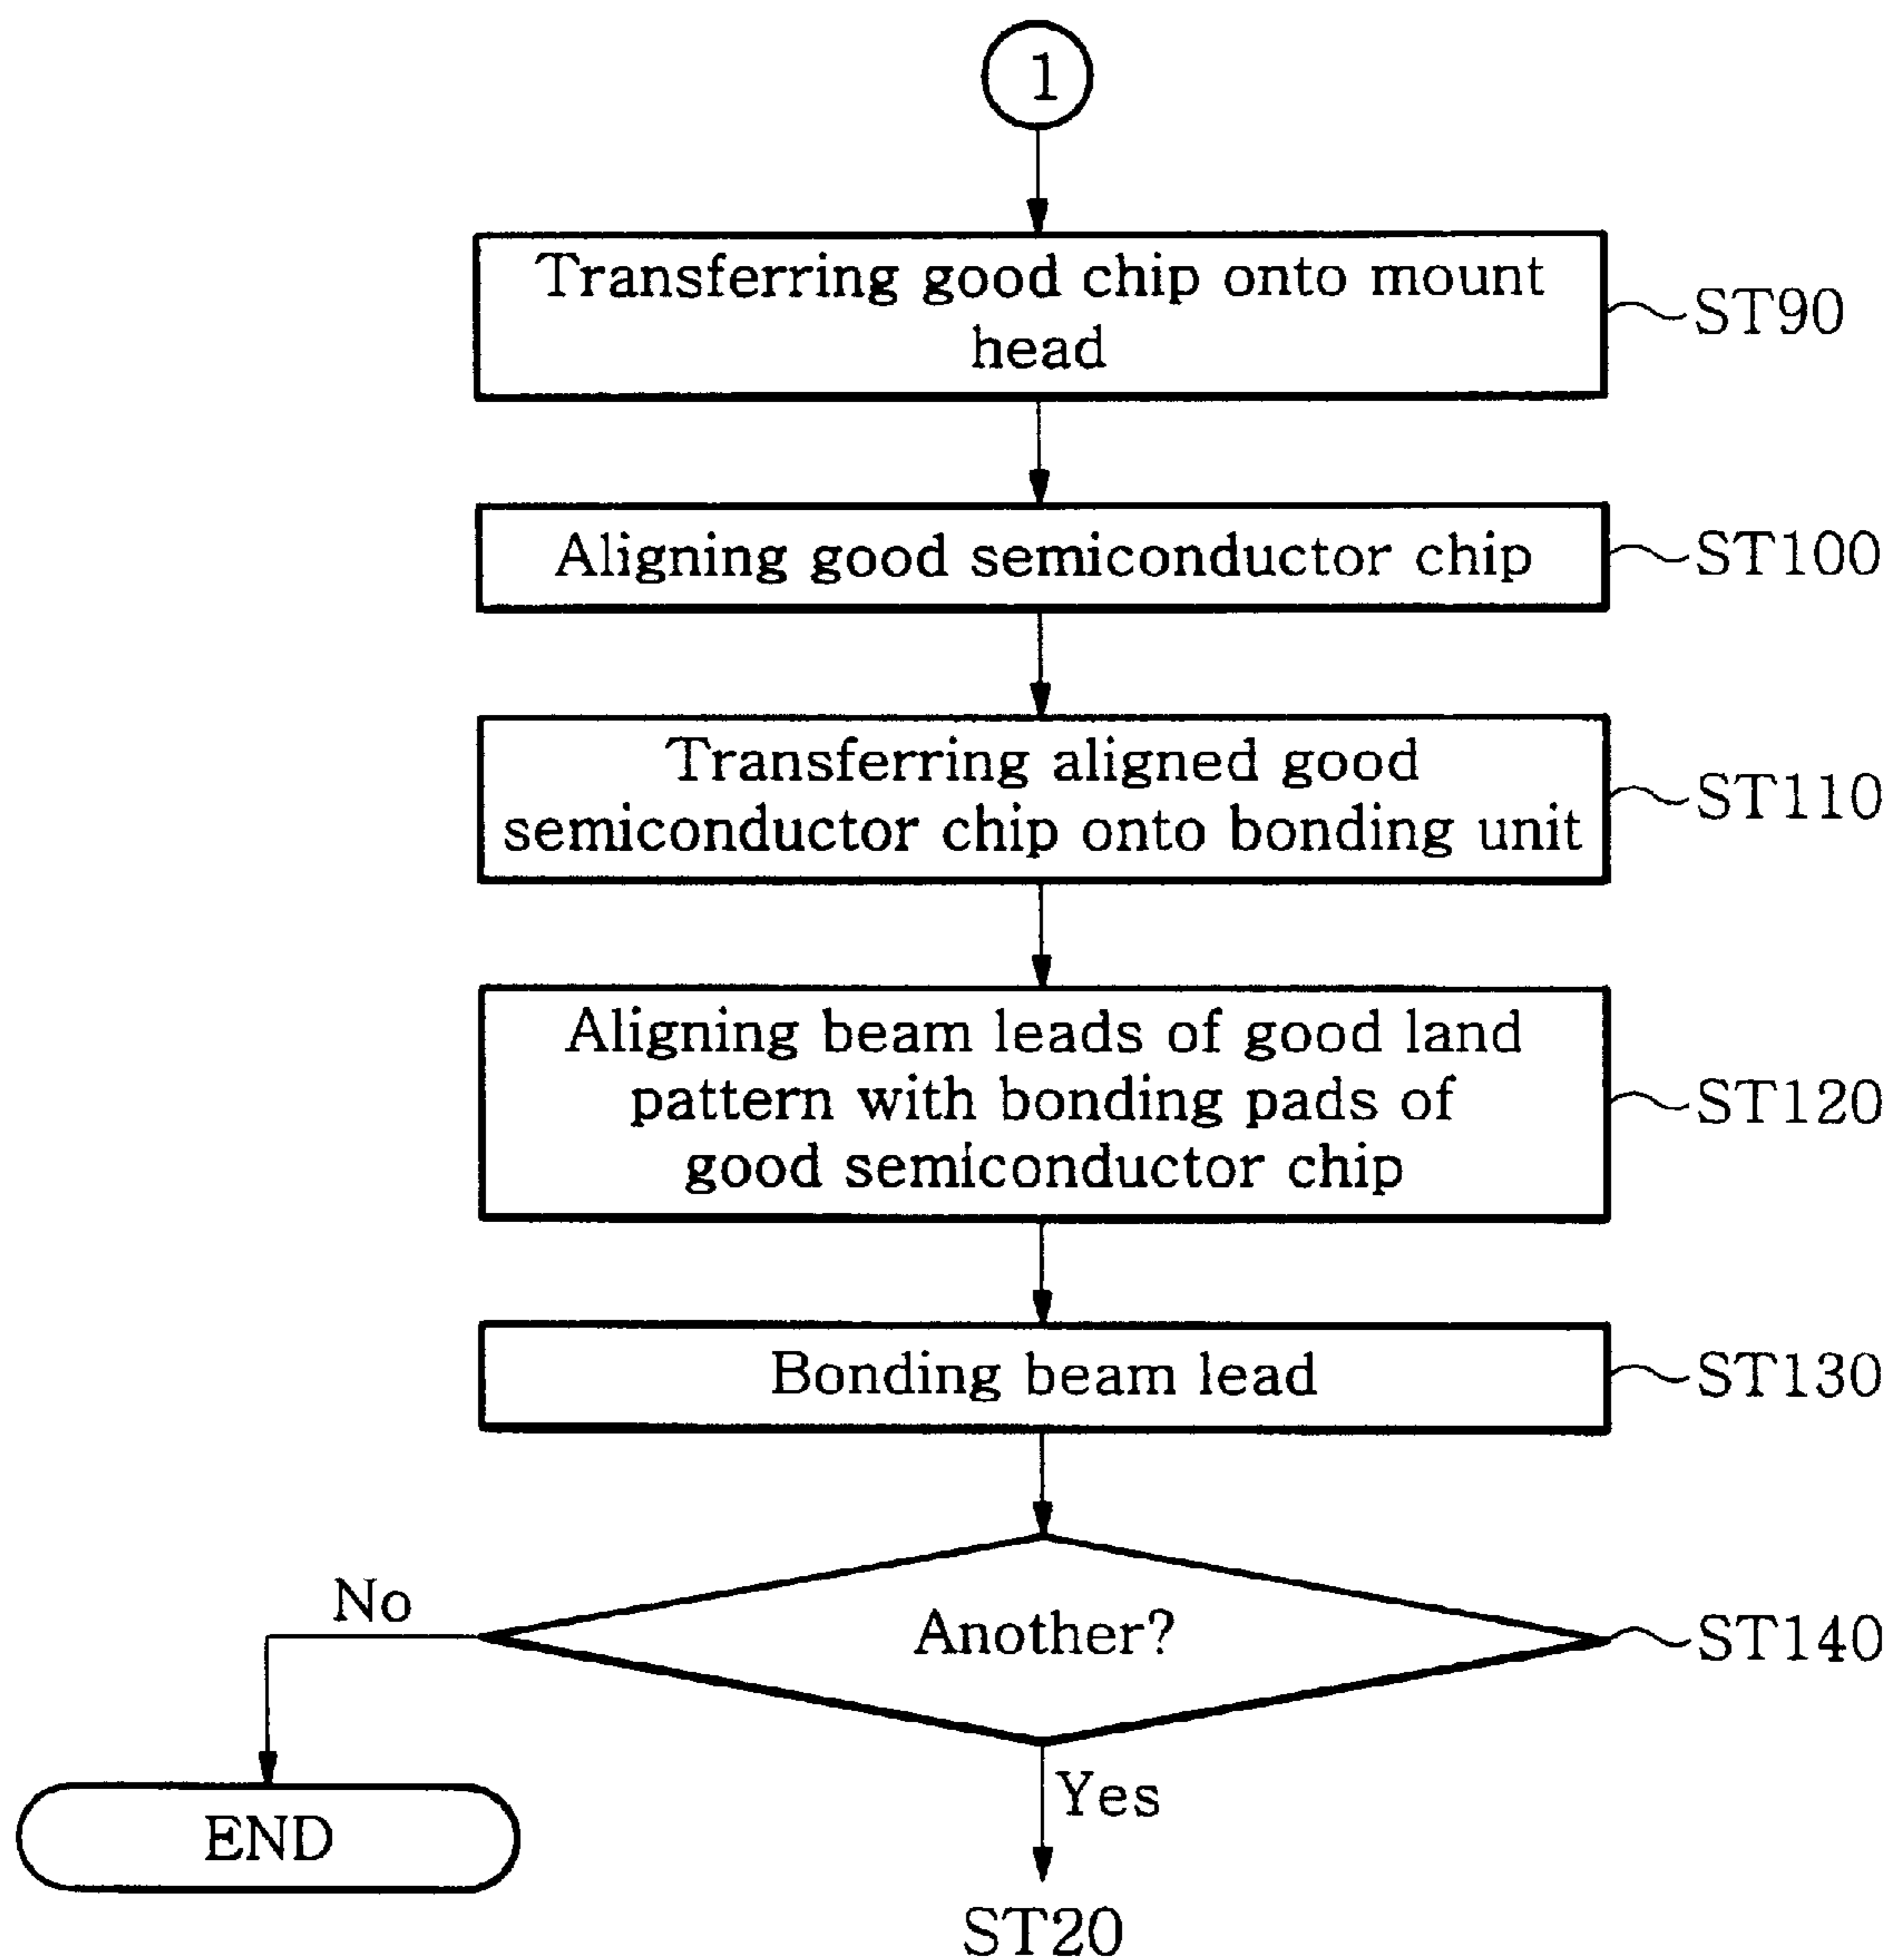 1
Transferring good chip onto mount
head
ST90
Aligning good semiconductor chip
ST100
Transferring aligned good
semiconductor chip onto bonding unit
ST110
Aligning beam leads of good land
pattern with bonding pads of
good semiconductor chip
ST120
Bonding beam lead
ST130
Another?
ST140
No
Yes
END
ST20